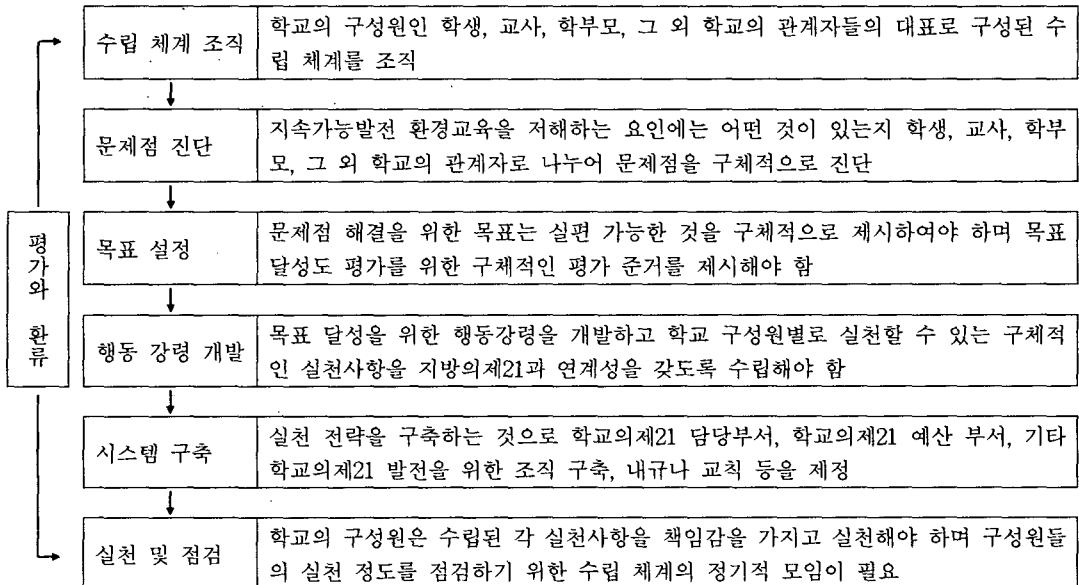 수립 체계 조직
학교의 구성원인 학생, 교사, 학부모, 그 외 학교의 관계자들의 대표로 구성된 수
립 체계를 조직
문제점 진단
지속가능발전 환경교육을 저해하는 요인에는 어떤 것이 있는지 학생, 교사, 학부
모, 그 외 학교의 관계자로 나누어 문제점을 구체적으로 진단
평가와 환류
목표 설정
문제점 해결을 위한 목표는 실편 가능한 것을 구체적으로 제시하여야 하며 목표
달성도 평가를 위한 구체적인 평가 준거를 제시해야 함
행동 강령 개발
목표 달성을 위한 행동강령을 개발하고 학교 구성원별로 실천할 수 있는 구체적
인 실천사항을 지방의제21과 연계성을 갖도록 수립해야 함
시스템 구축
실천 전략을 구축하는 것으로 학교의제21 담당부서, 학교의제21 예산 부서, 기타
학교의제21 발전을 위한 조직 구축, 내규나 교칙 등을 제정
실천 및 점검
학교의 구성원은 수립된 각 실천사항을 책임감을 가지고 실천해야 하며 구성원들
의 실천 정도를 점검하기 위한 수립 체계의 정기적 모임이 필요